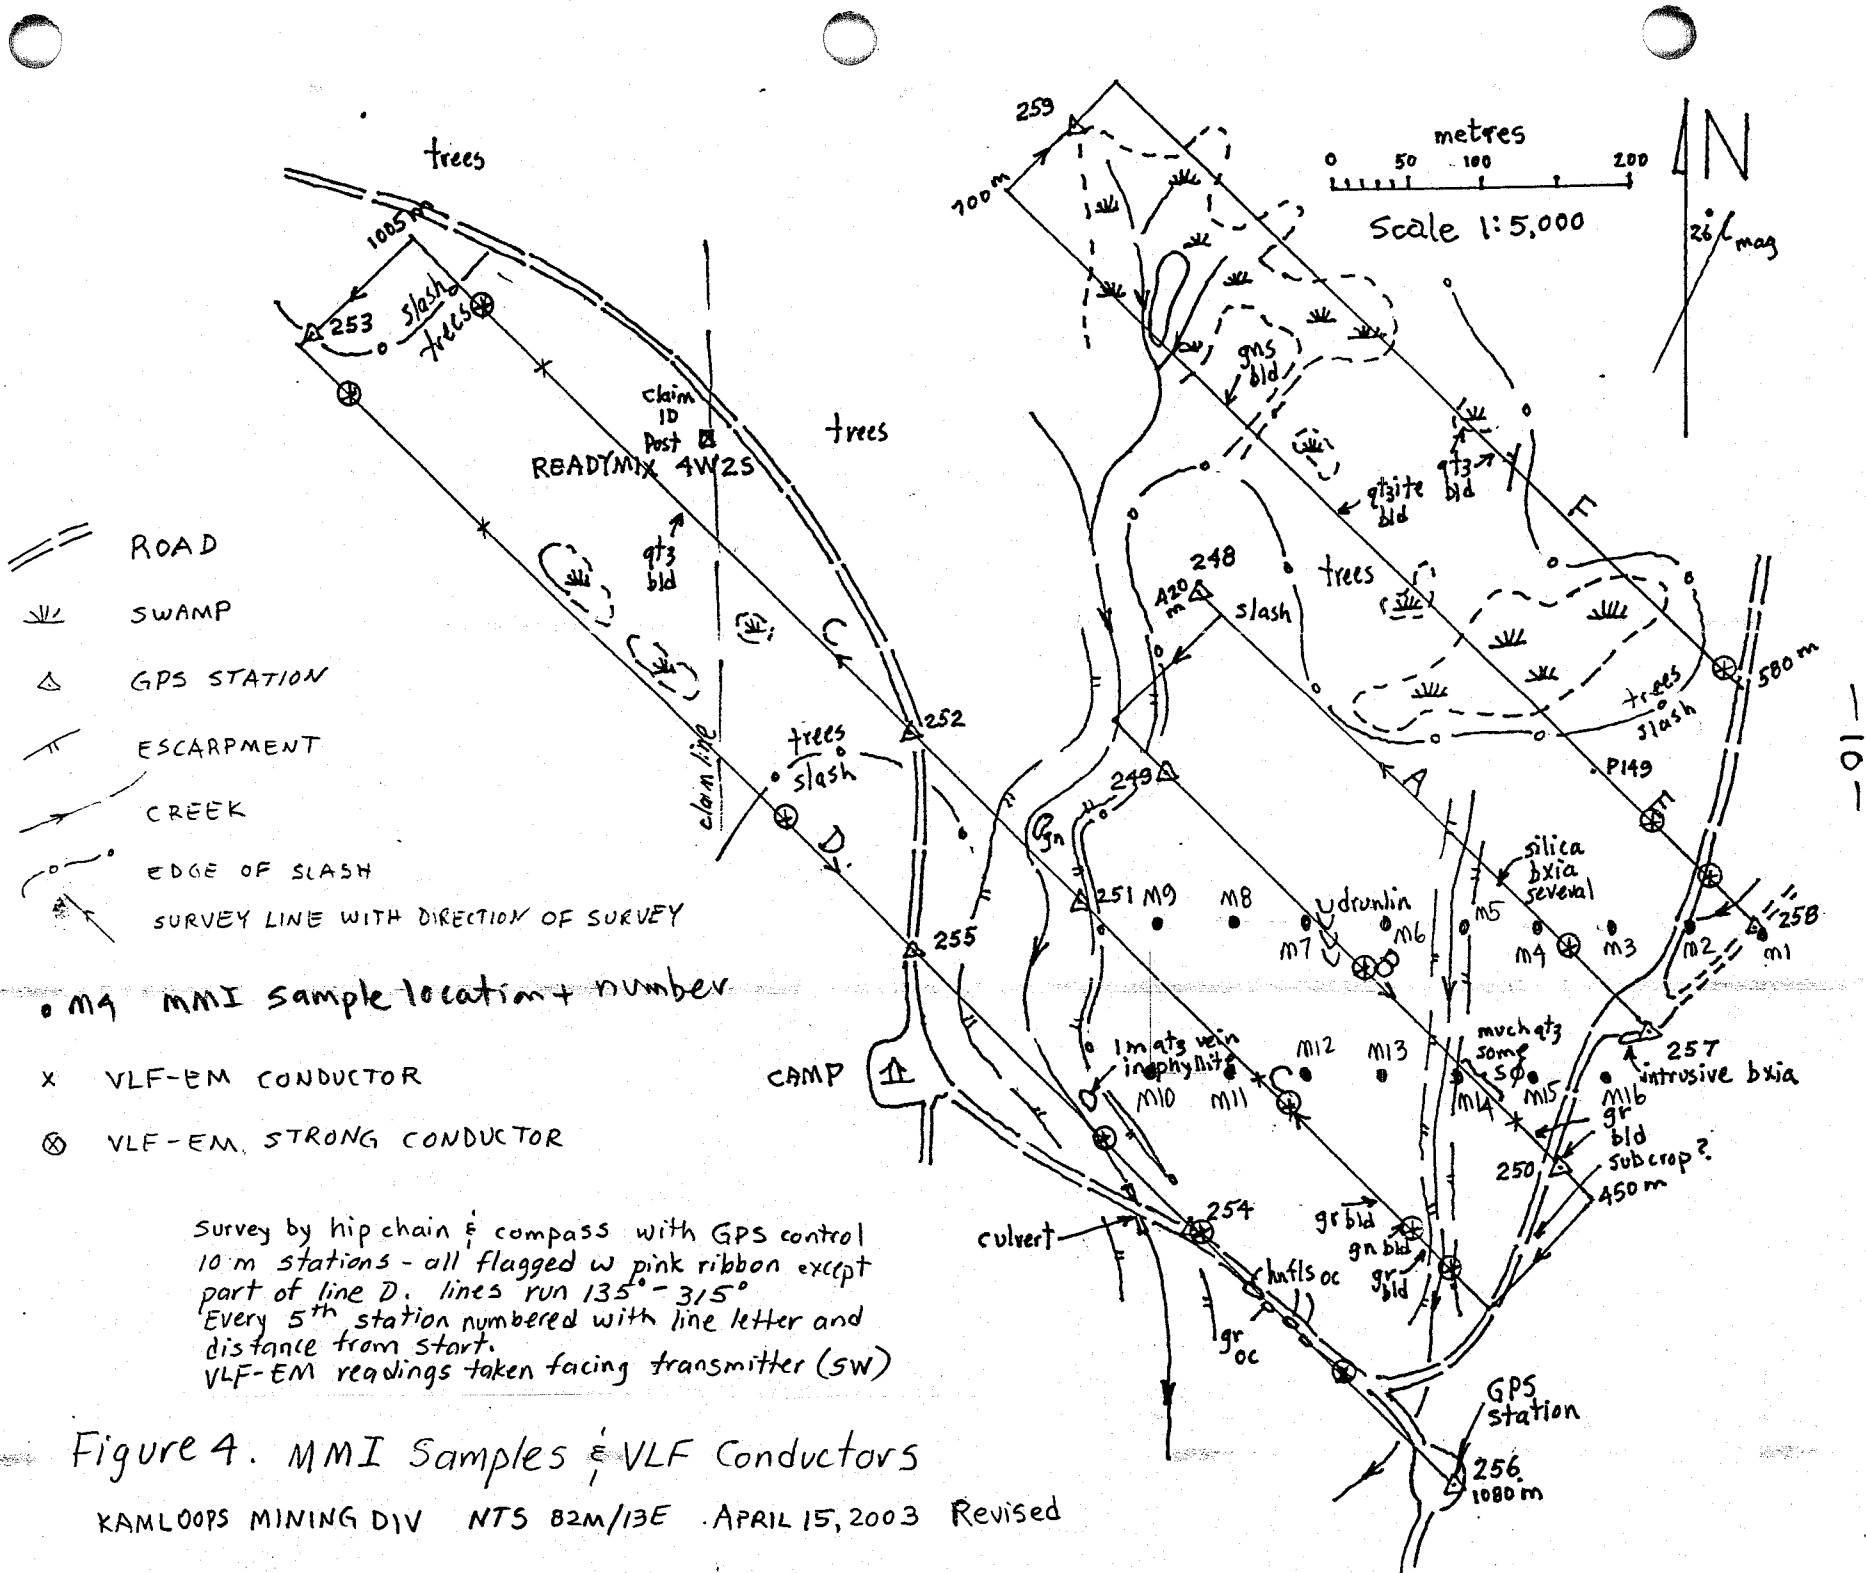 259
trees
metres
0 50 100 200
N
700 m
Scale 1:5,000
26° mag
1005 m
slash
253
trees
gns
bld
claim
ID
Post
trees
READYMIX 4W2S
qtz
bld
qtzite
bld
F
qtz
bld
ROAD
248
trees
420
m
slash
SWAMP
C
GPS STATION
580 m
trees
slash
252
ESCARPMENT
trees
slash
claim line
249
P149
A
-10-
CREEK
gn
D
E
silica
bxia
several
EDGE OF SLASH
251 M9 M8 drumlin M5
SURVEY LINE WITH DIRECTION OF SURVEY
255
M7 M6 M4 M3 M2 M1
258
• M4 MMI sample location + number
1 m qtz vein
in phyllite
M12 M13
much qtz
some
SØ
257
intrusive bxia
CAMP
x VLF-EM CONDUCTOR
M10 M11 C M14 M15 M16
gr
bld
subcrop?
VLF-EM STRONG CONDUCTOR
250
450 m
254
culvert
gr bld
gn bld
gr
bld
hnfls oc
gr
oc
Survey by hip chain & compass with GPS control
10 m stations - all flagged w pink ribbon except
part of line D. lines run 135° - 315°
Every 5th station numbered with line letter and
distance from start.
VLF-EM readings taken facing transmitter (SW)
GPS
station
256
1080 m
Figure 4. MMI Samples & VLF Conductors
KAMLOOPS MINING DIV NTS 82M/13E APRIL 15, 2003 Revised